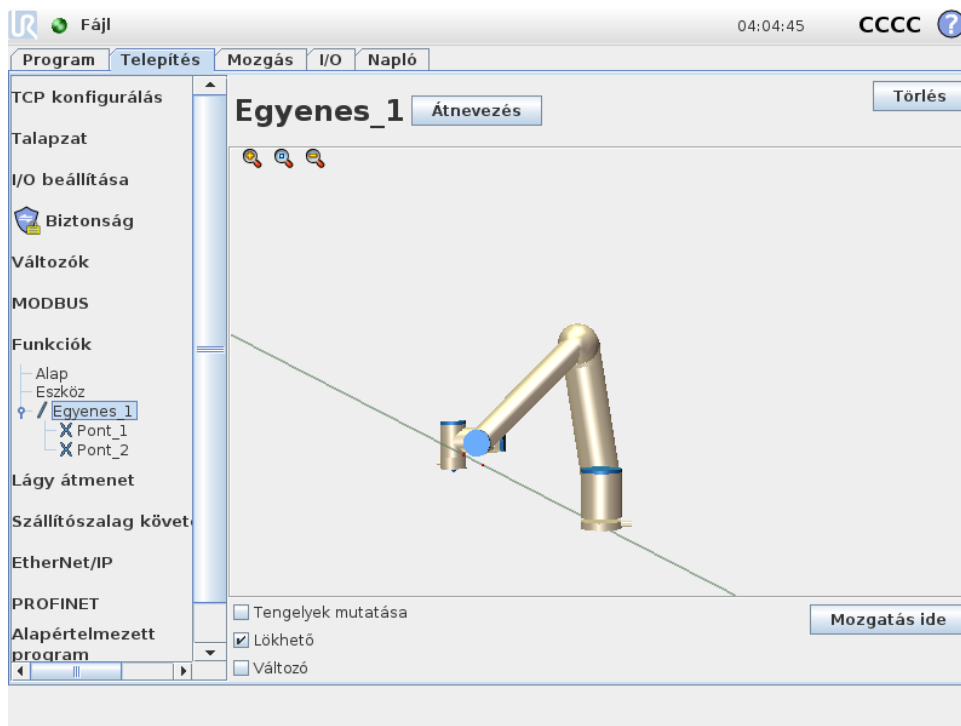 UR Fájl 04:04:45 CCCC ?
Program Telepítés Mozgás I/O Napló
TCP konfigurálás
Talapzat
I/O beállítása
Biztonság
Változók
MODBUS
Funkciók
Alap
Eszköz
Egyenes_1
Pont_1
Pont_2
Lágy átmenet
Szállítószalag követ
EtherNet/IP
PROFINET
Alapértelmezett
program
Egyenes_1 Átnevezés Törlés
Tengelyek mutatása
Lökhető
Változó
Mozgatás ide